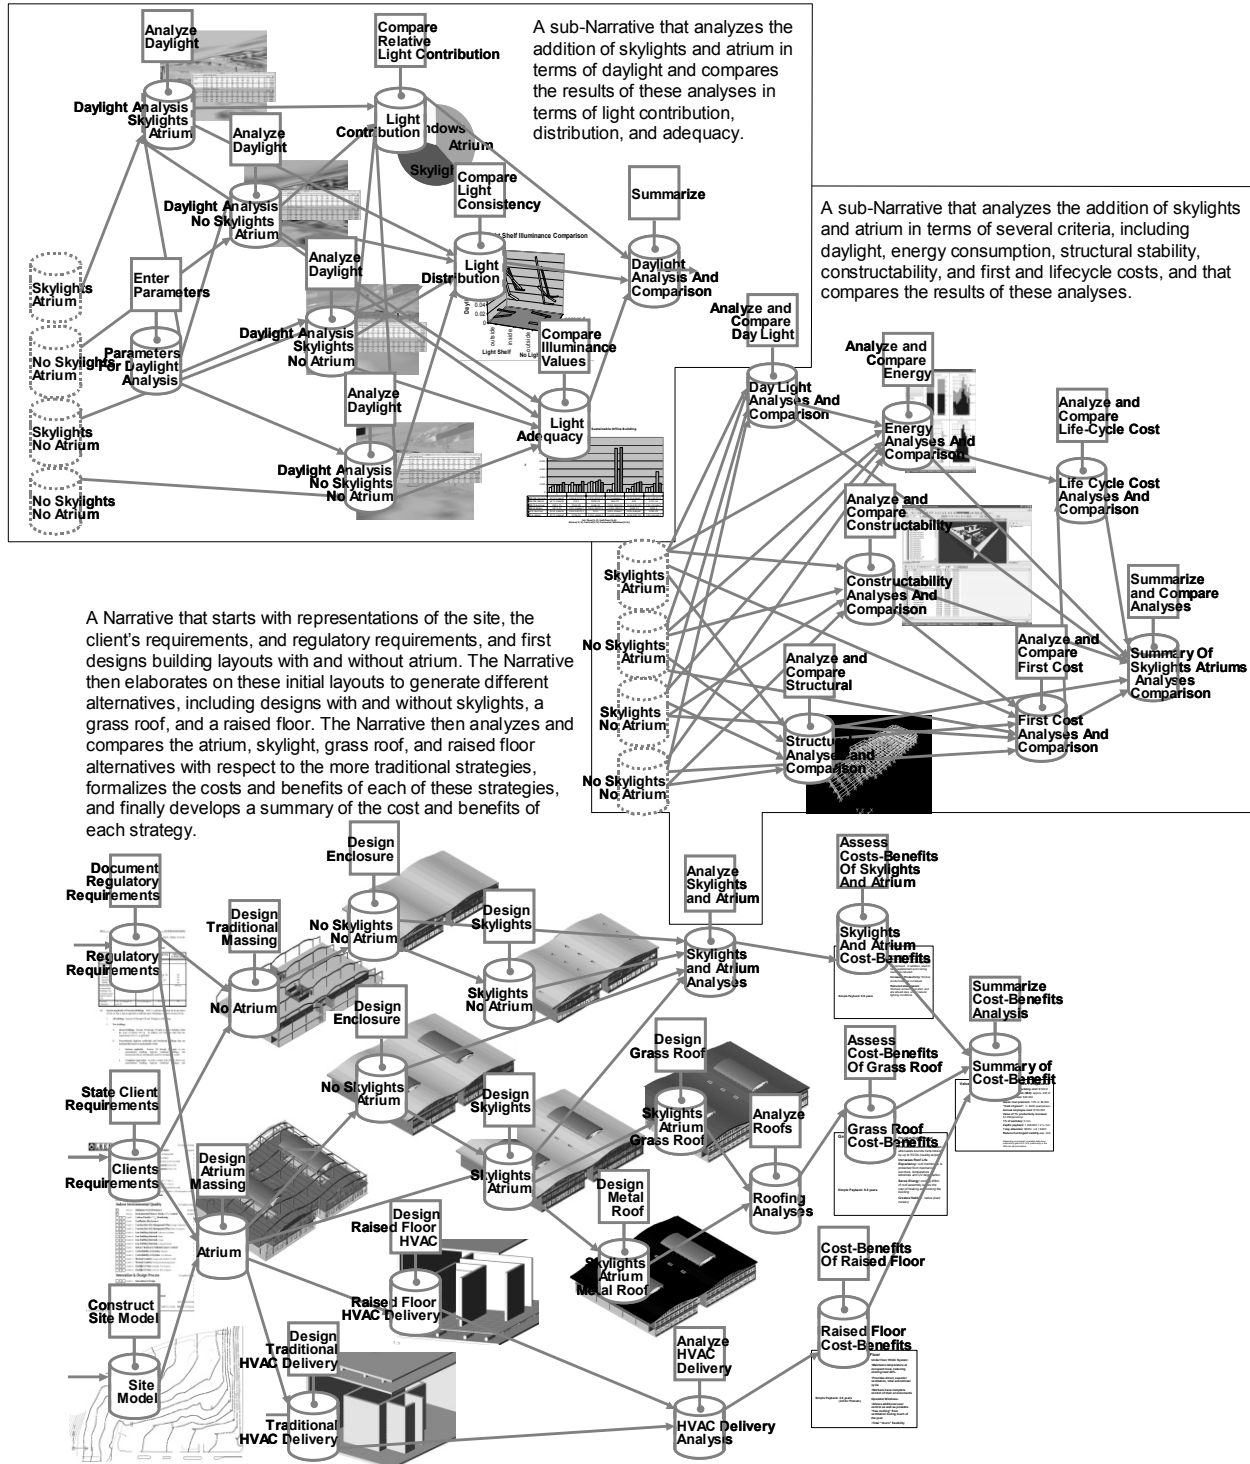 Analyze
Daylight
Compare
Relative
Light Contribution
A sub-Narrative that analyzes the
addition of skylights and atrium in
terms of daylight and compares
the results of these analyses in
terms of light contribution,
distribution, and adequacy.
Daylight Analysis
Skylights
Atrium
Analyze
Daylight
Light
Contribution
Atrium
Compare
Light
Consistency
Summarize
Daylight Analysis
No Skylights
Atrium
Analyze
Daylight
Light
Distribution
Shelf Illuminance Comparison
Daylight
Analysis And
Comparison
Skylights
Atrium
Enter
Parameters
0.04
0.02
0
outside
inside
outside
Light Shelf
Compare
Illuminance
Values
No Skylights
Atrium
Parameters
For Daylight
Analysis
Daylight Analysis
Skylights
No Atrium
Analyze
Daylight
Skylights
No Atrium
Light
Adequacy
Daylight Analysis
No Skylights
No Atrium
No Skylights
No Atrium
A sub-Narrative that analyzes the addition of skylights
and atrium in terms of several criteria, including
daylight, energy consumption, structural stability,
constructability, and first and lifecycle costs, and that
compares the results of these analyses.
Analyze and
Compare
Day Light
Analyze and
Compare
Energy
Day Light
Analyses And
Comparison
Energy
Analyses And
Comparison
Analyze and
Compare
Life-Cycle Cost
Life Cycle Cost
Analyses And
Comparison
Analyze and
Compare
Constructability
Skylights
Atrium
Constructability
Analyses And
Comparison
Summarize
and Compare
Analyses
No Skylights
Atrium
Analyze and
Compare
Structural
Analyze and
Compare
First Cost
Summary Of
Skylights Atriums
Analyses
Comparison
Skylights
No Atrium
Structural
Analyses and
Comparison
First Cost
Analyses And
Comparison
No Skylights
No Atrium
A Narrative that starts with representations of the site, the
client's requirements, and regulatory requirements, and first
designs building layouts with and without atrium. The Narrative
then elaborates on these initial layouts to generate different
alternatives, including designs with and without skylights, a
grass roof, and a raised floor. The Narrative then analyzes and
compares the atrium, skylight, grass roof, and raised floor
alternatives with respect to the more traditional strategies,
formalizes the costs and benefits of each of these strategies,
and finally develops a summary of the cost and benefits of
each strategy.
Document
Regulatory
Requirements
Design
Enclosure
Analyze
Skylights
and Atrium
Assess
Costs-Benefits
Of Skylights
And Atrium
Design
Traditional
Massing
No Skylights
No Atrium
Design
Skylights
Regulatory
Requirements
No Atrium
Skylights
No Atrium
Skylights
and Atrium
Analyses
Skylights
And Atrium
Cost-Benefits
Summarize
Cost-Benefits
Analysis
Design
Enclosure
Design
Grass Roof
Assess
Cost-Benefits
Of Grass Roof
State Client
Requirements
No Skylights
Atrium
Design
Skylights
Skylights
Atrium
Grass Roof
Analyze
Roofs
Grass Roof
Cost-Benefits
Summary of
Cost-Benefit
Clients
Requirements
Design
Atrium
Massing
Skylights
Atrium
Design
Metal
Roof
Roofing
Analyses
Atrium
Design
Raised Floor
HVAC
Skylights
Atrium
Metal Roof
Cost-Benefits
Of Raised Floor
Construct
Site Model
Raised Floor
HVAC Delivery
Design
Traditional
HVAC Delivery
Analyze
HVAC
Delivery
Raised Floor
Cost-Benefits
Site
Model
Traditional
HVAC Delivery
HVAC Delivery
Analysis